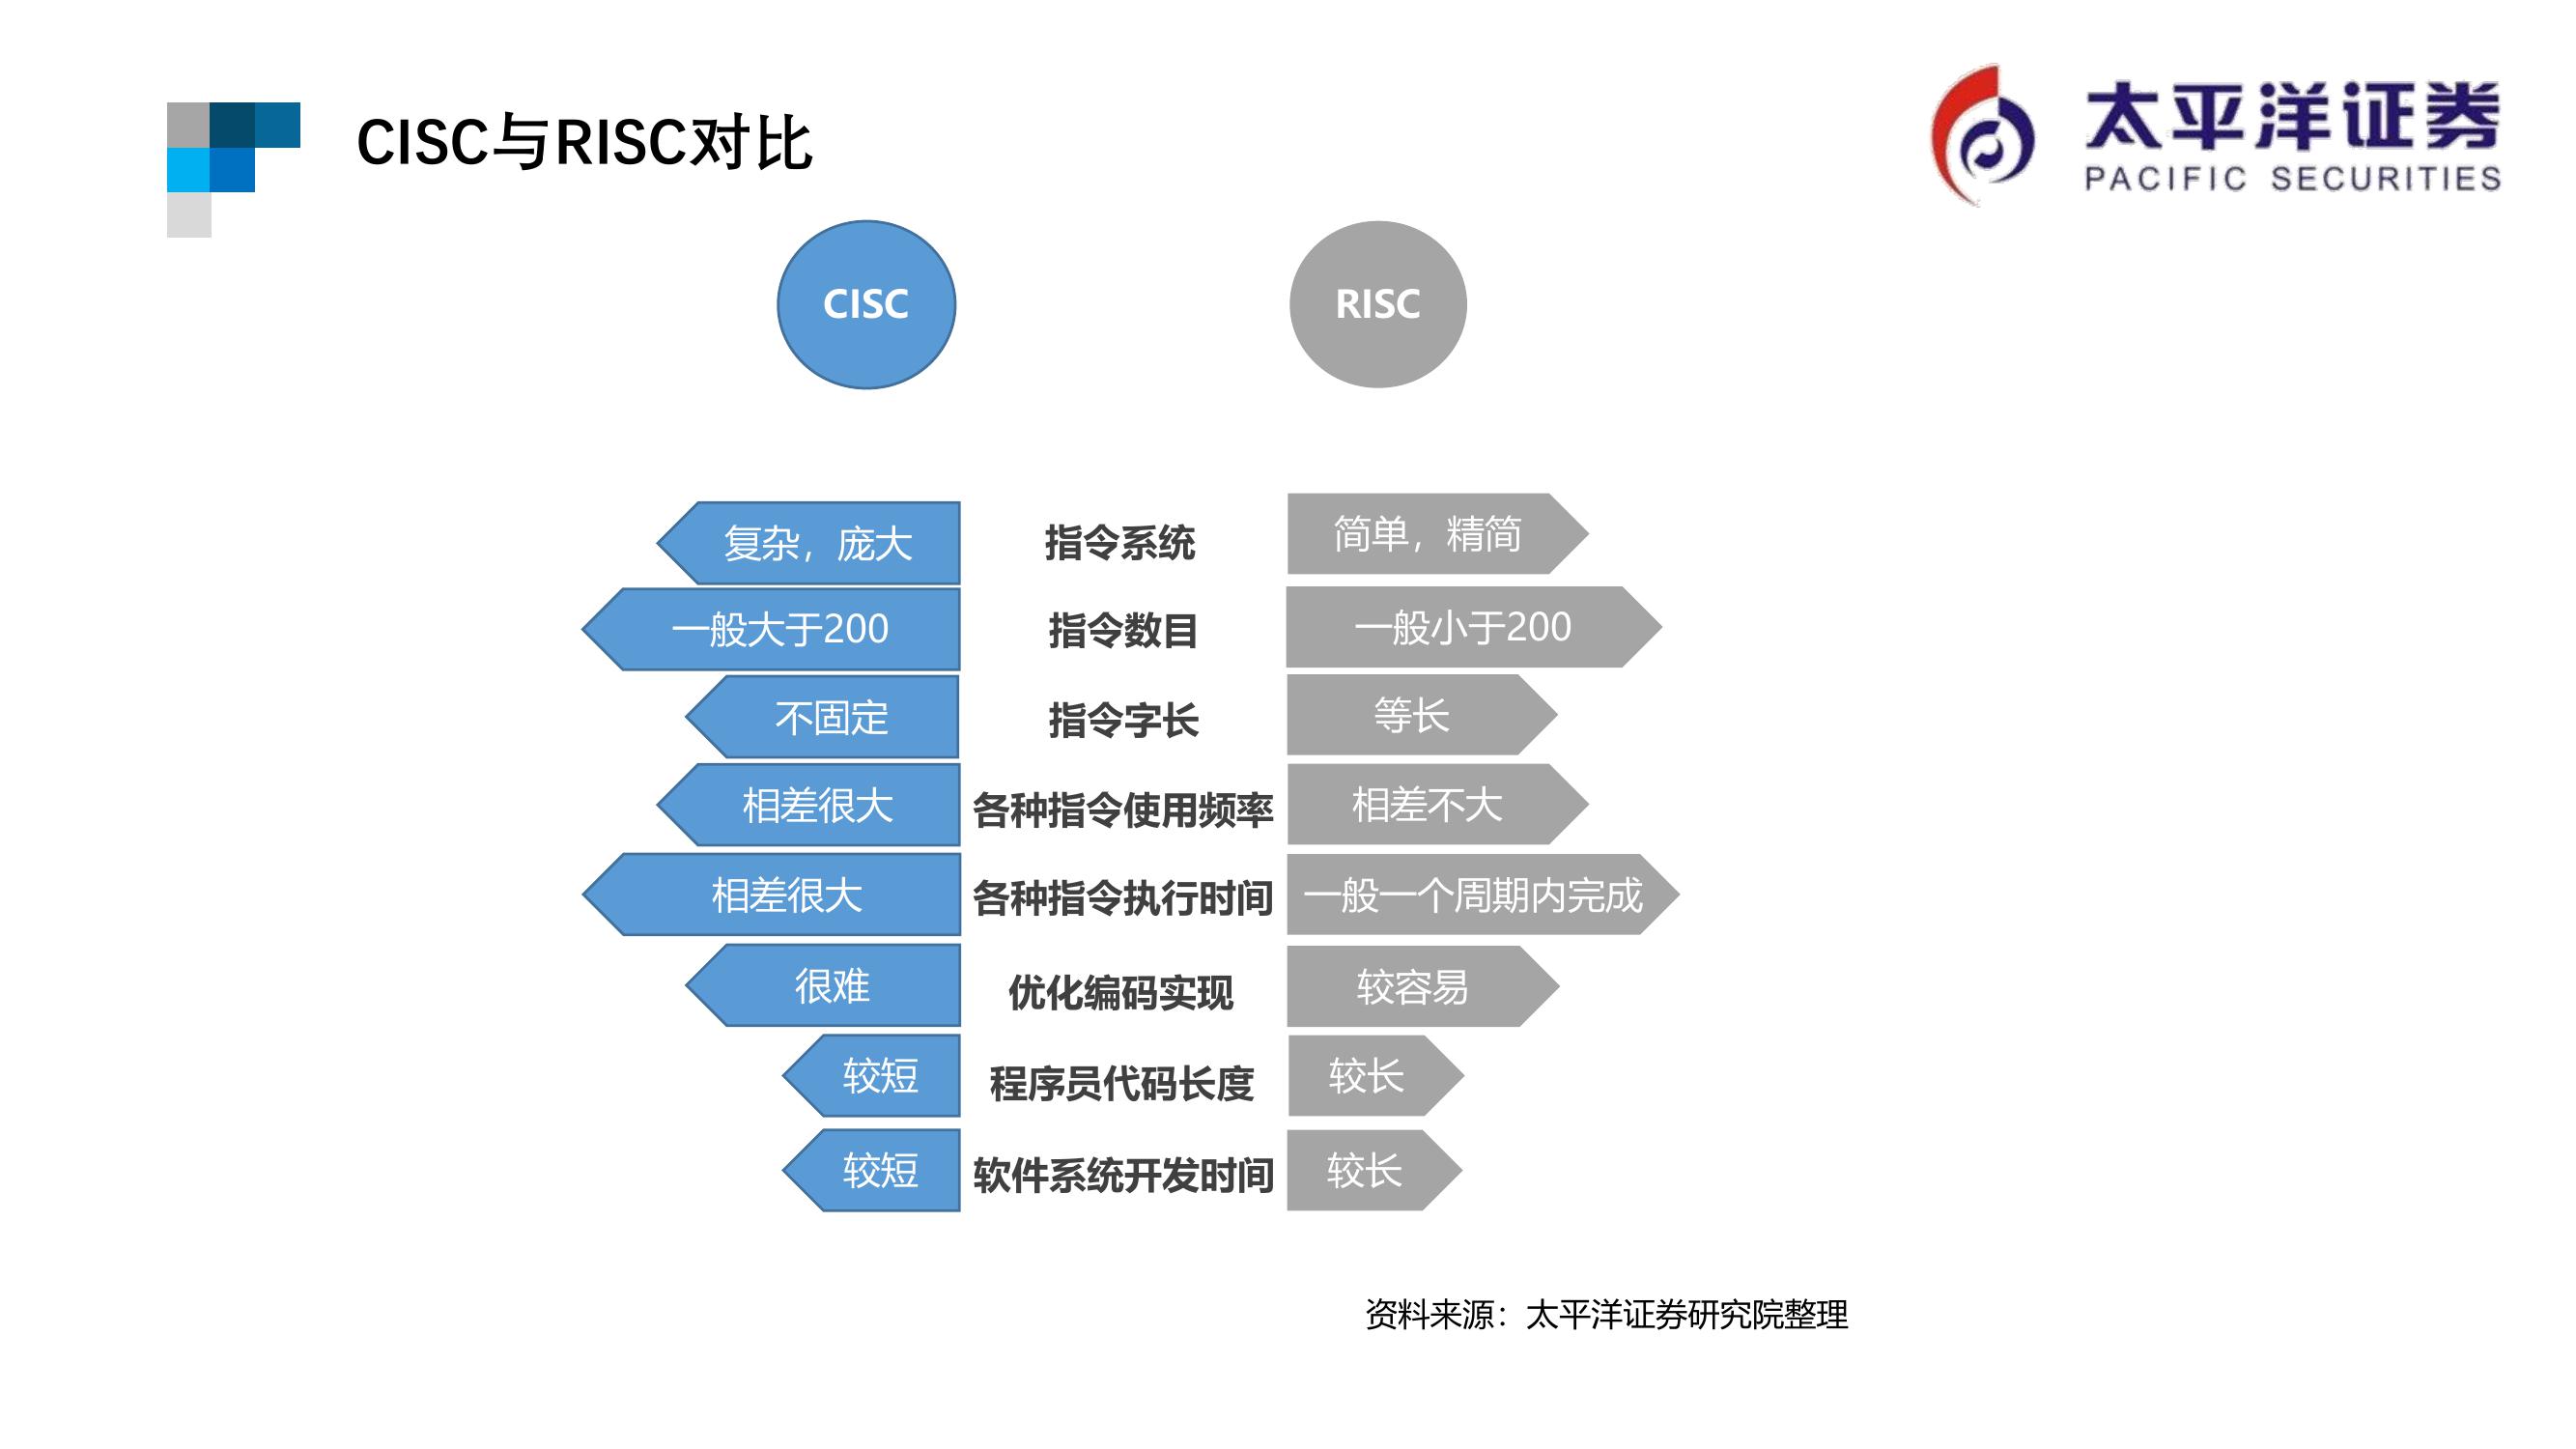 CISC与RISC对比
太平洋证券
PACIFIC SECURITIES
CISC
RISC
复杂，庞大
指令系统
简单，精简
一般大于200
指令数目
一般小于200
不固定
指令字长
等长
相差很大
各种指令使用频率
相差不大
相差很大
各种指令执行时间
一般一个周期内完成
很难
优化编码实现
较容易
较短
程序员代码长度
较长
较短
软件系统开发时间
较长
资料来源：太平洋证券研究院整理